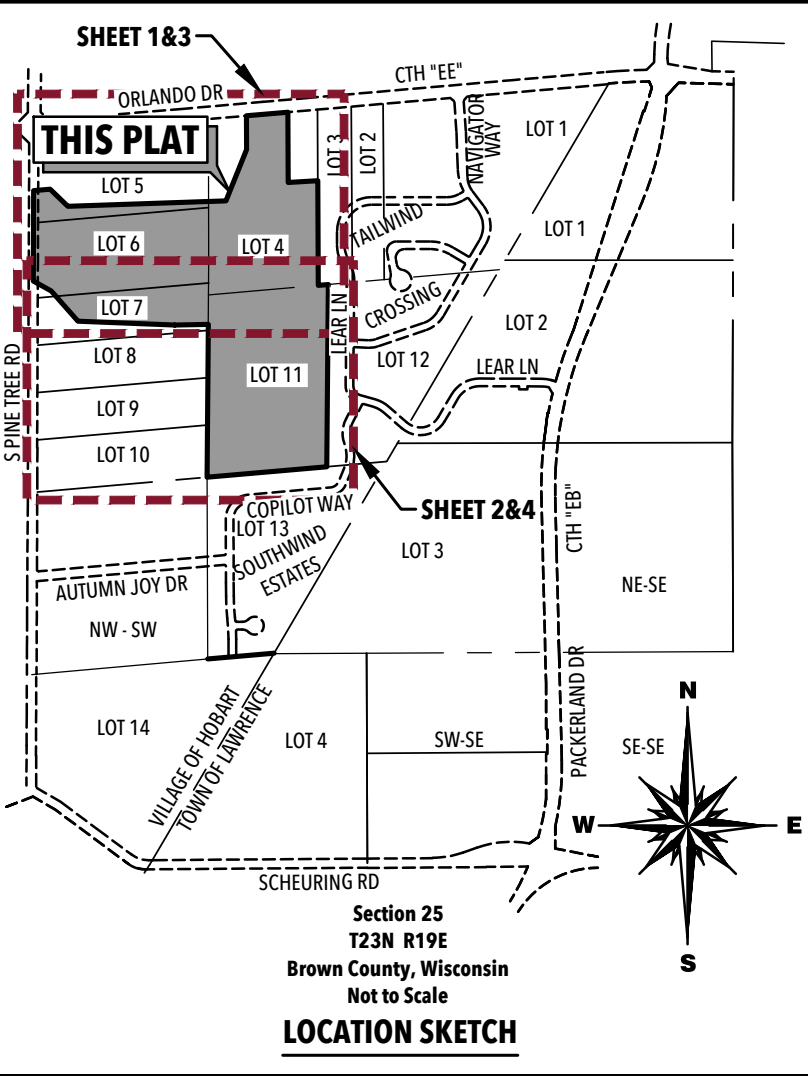 SHEET 1&3
CTH "EE"
ORLANDO DR
THIS PLAT
LOT 3
LOT 2
NAVIGATOR
WAY
LOT 1
LOT 5
LOT 6
LOT 4
TAILWIND
LOT 1
CROSSING
LOT 7
LEAR LN
LOT 2
S PINE TREE RD
LOT 8
LOT 11
LOT 12
LEAR LN
LOT 9
LOT 10
COPILOT WAY
SHEET 2&4
LOT 13
SOUTHWIND
ESTATES
LOT 3
CTH "EB"
AUTUMN JOY DR
NE-SE
NW - SW
PACKERLAND DR
LOT 14
VILLAGE OF HOBART
TOWN OF LAWRENCE
LOT 4
SW-SE
SE-SE
N
W
E
S
SCHEURING RD
Section 25
T23N R19E
Brown County, Wisconsin
Not to Scale
LOCATION SKETCH